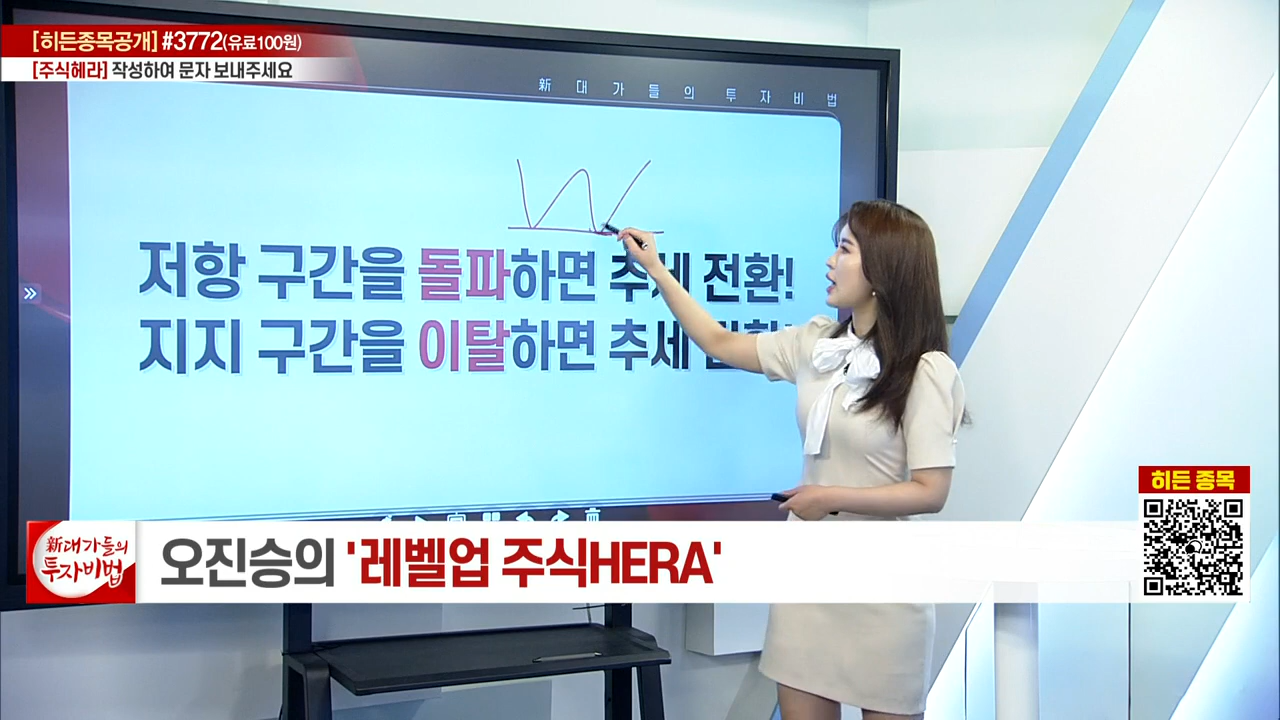 [히든종목공개] #3772(유료100원)
[주식헤라] 작성하여 문자 보내주세요
新 대 가 들 의 투 자 비 법
저항 구간을 돌파하면 추세 전환!
지지 구간을 이탈하면 추세
히든 종목
新대가들의
투자비법
오진승의 '레벨업 주식HERA'